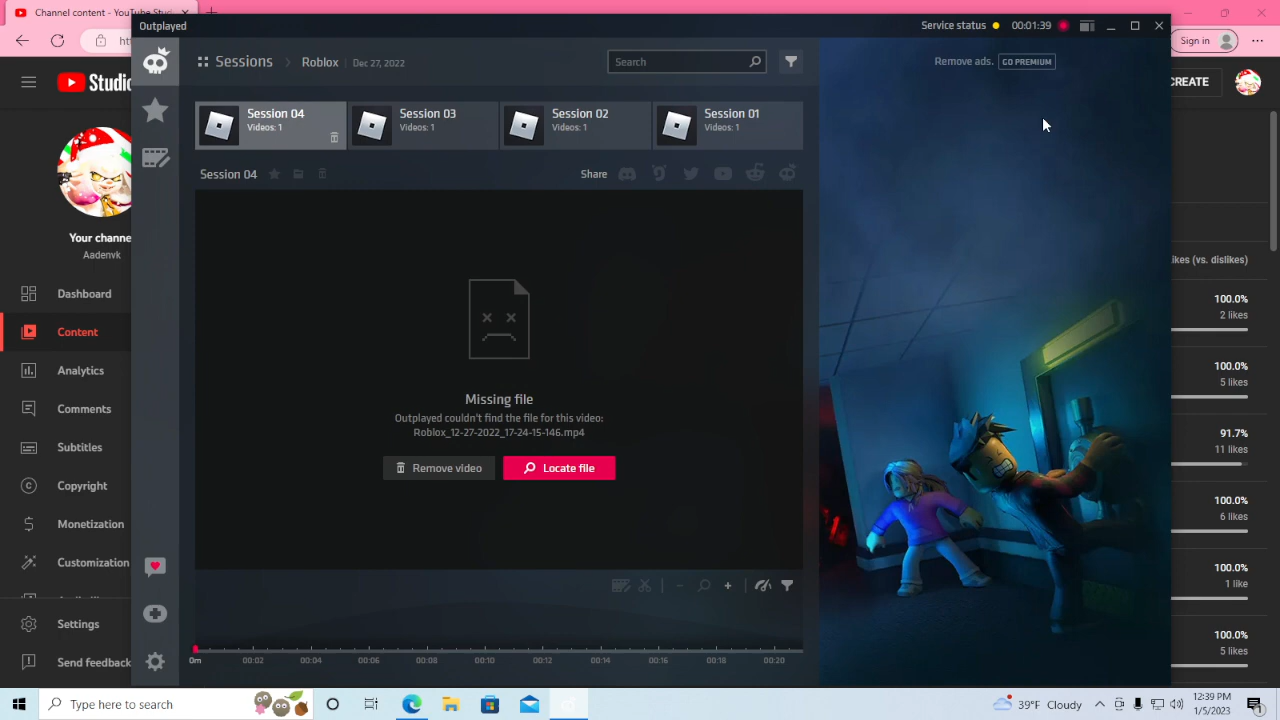 YouTube
Channel content - YouTube S
Outplayed
Service status
00:01:39
Sign in
Studio
CREATE
Your channe
Aadenvk
Dashboard
Content
Analytics
Comments
Subtitles
Copyright
Monetization
Customization
Settings
Send feedback
Sessions
Roblox
Dec 27, 2022
Search
Session 04
Videos: 1
Session 03
Videos: 1
Session 02
Videos: 1
Session 01
Videos: 1
Session 04
Share
Missing file
Outplayed couldn't find the file for this video:
Roblox_12-27-2022_17-24-15-146.mp4
Remove video
Locate file
0m
00:02
00:04
00:06
00:08
00:10
00:12
00:14
00:16
00:18
00:20
Remove ads.
GO PREMIUM
ikes (vs. dislikes)
100.0%
2 likes
100.0%
5 likes
91.7%
11 likes
100.0%
6 likes
100.0%
1 like
100.0%
5 likes
Type here to search
39°F Cloudy
12:39 PM
1/5/2023
1